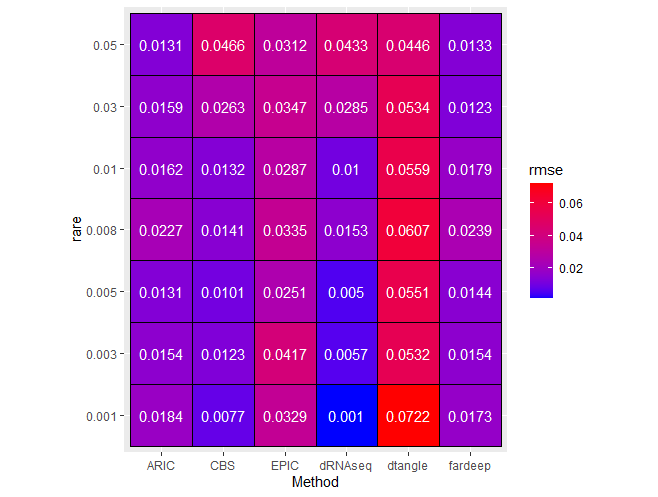 0.05 0.0131 0.0466 0.0312 0.0433 0.0446 0.0133
0.03 0.0159 0.0263 0.0347 0.0285 0.0534 0.0123
0.01 0.0162 0.0132 0.0287 0.01 0.0559 0.0179
0.008 0.0227 0.0141 0.0335 0.0153 0.0607 0.0239
0.005 0.0131 0.0101 0.0251 0.005 0.0551 0.0144
0.003 0.0154 0.0123 0.0417 0.0057 0.0532 0.0154
0.001 0.0184 0.0077 0.0329 0.001 0.0722 0.0173
ARIC CBS EPIC dRNAseq dtangle fardeep
Method
rare
rmse
0.06
0.04
0.02